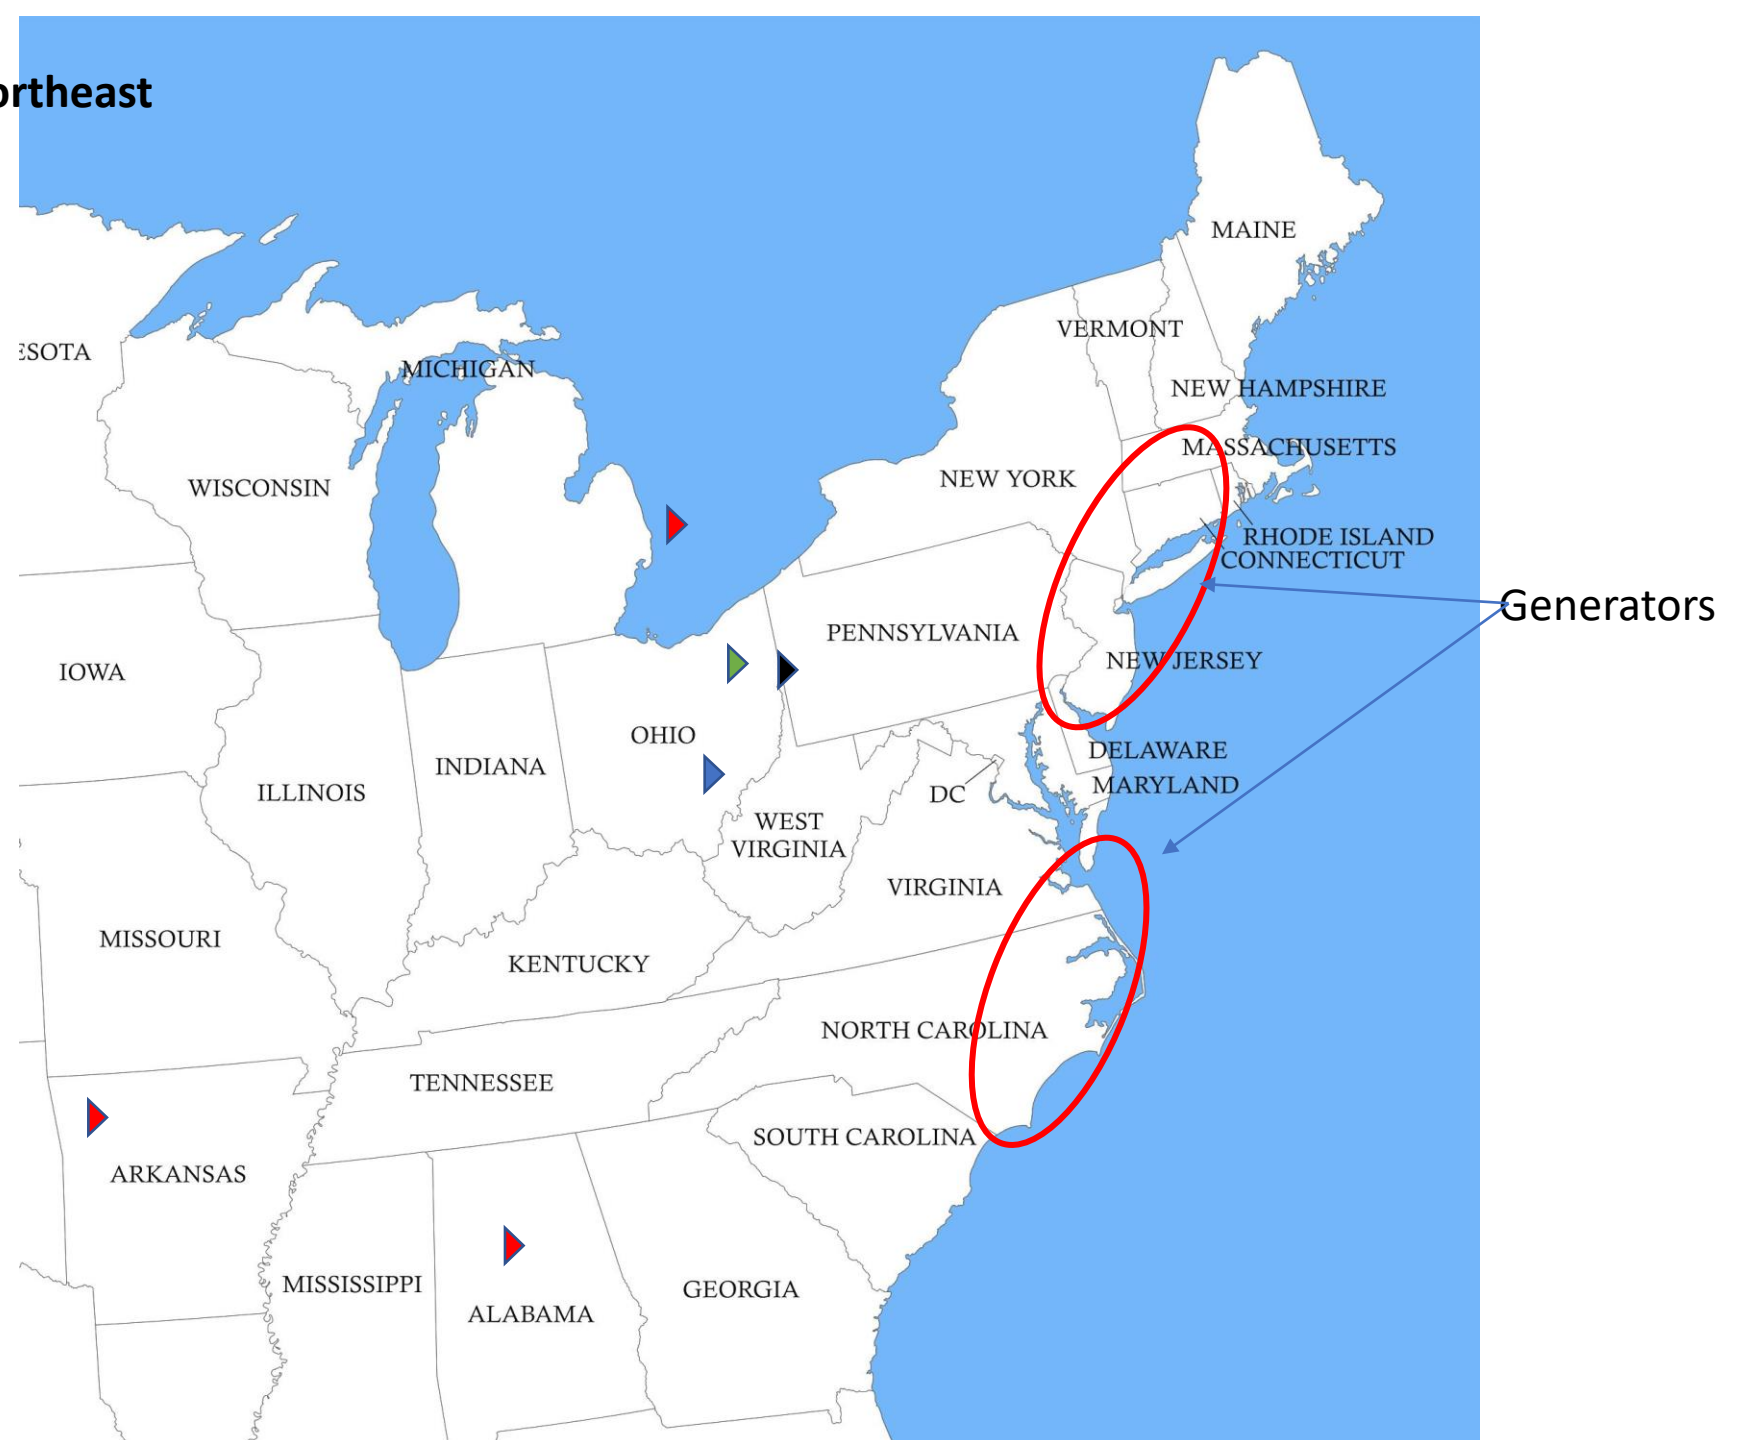 ortheast
MAINE
VERMONT
ESOTA
MICHIGAN
NEW HAMPSHIRE
MASSACHUSETTS
NEW YORK
WISCONSIN
RHODE ISLAND
CONNECTICUT
Generators
PENNSYLVANIA
NEW JERSEY
IOWA
OHIO
DELAWARE
INDIANA
MARYLAND
ILLINOIS
DC
WEST
VIRGINIA
VIRGINIA
MISSOURI
KENTUCKY
NORTH CAROLINA
TENNESSEE
SOUTH CAROLINA
ARKANSAS
MISSISSIPPI
GEORGIA
ALABAMA